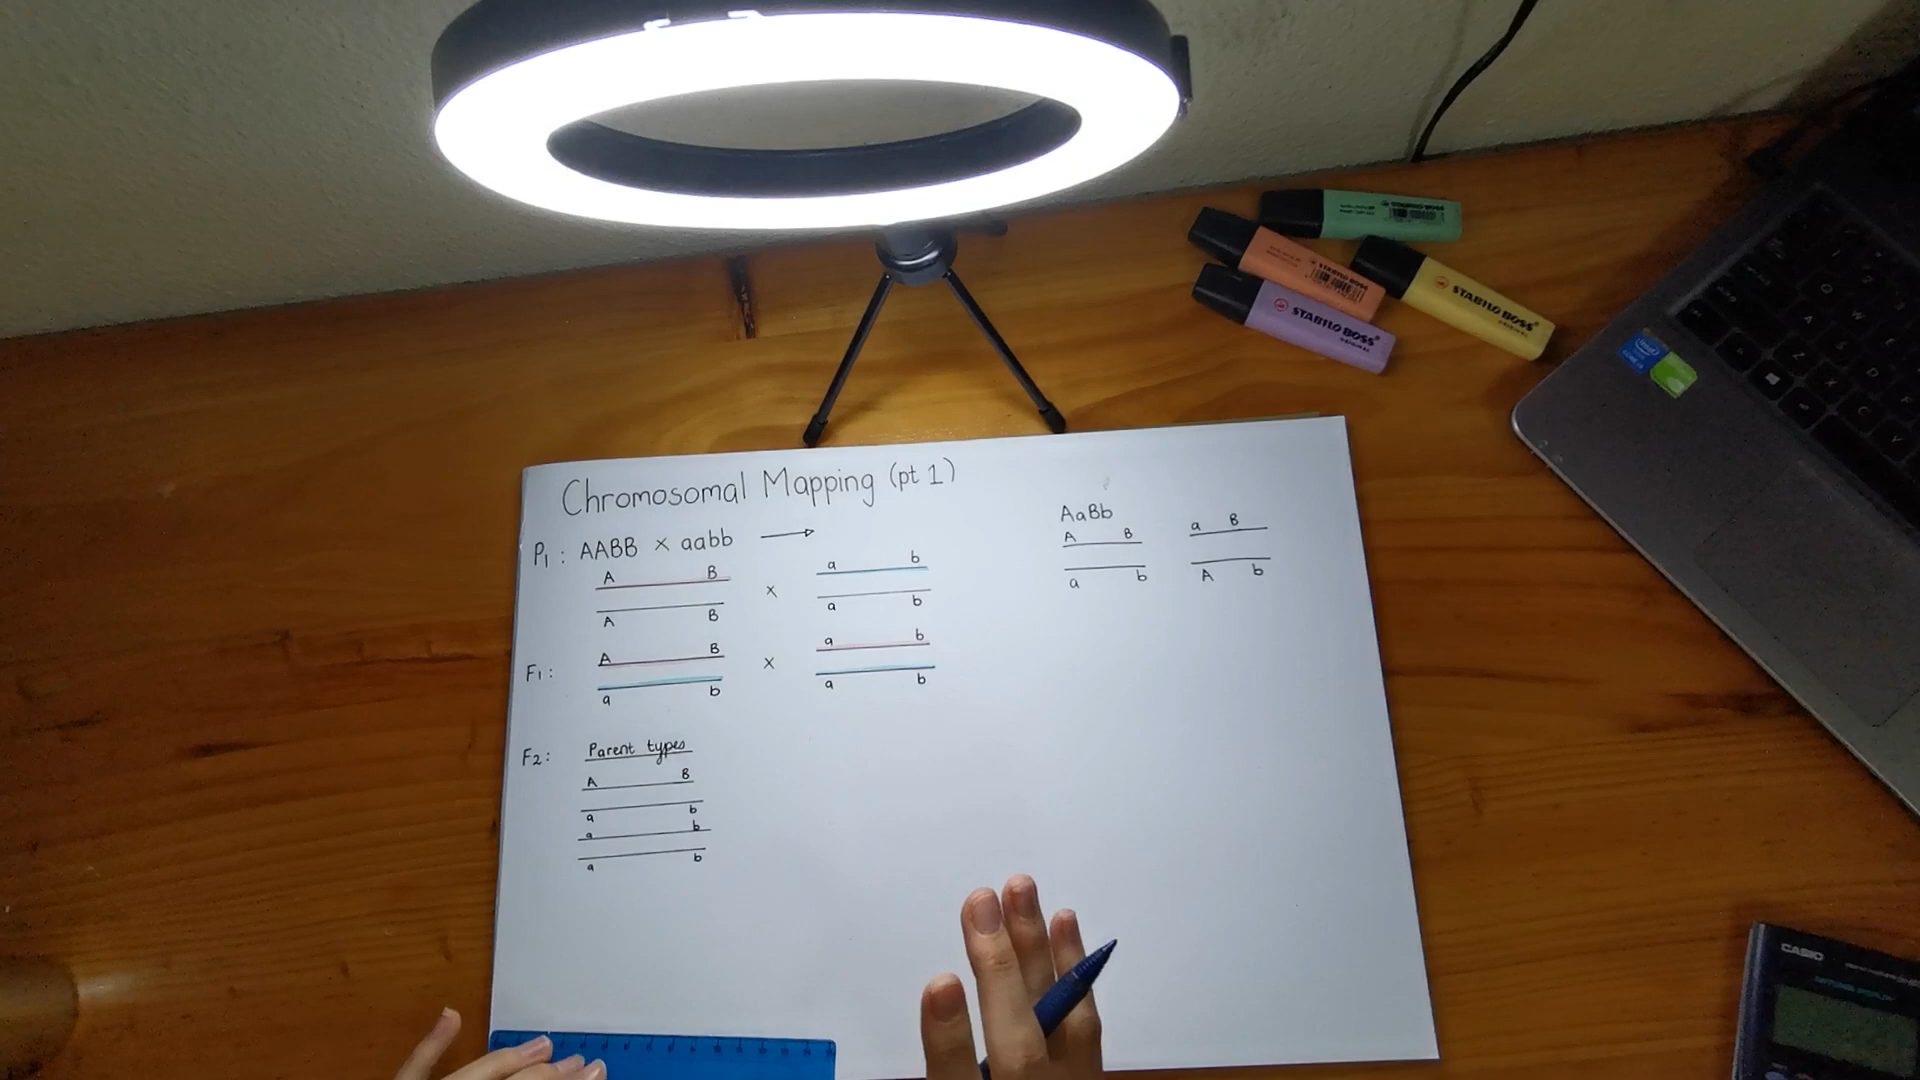 Chromosomal Mapping (pt 1)
P1 : AABB × aabb →
A B
A B
×
a b
a b
F1 :
A B
a b
×
a b
a b
F2 :
Parent types
A B
a b
a b
a b
AaBb
A B
a b
a B
A b
STABILO BOSS
STABILO BOSS
ORIGINAL
STABILO BOSS
ORIGINAL
CASIO